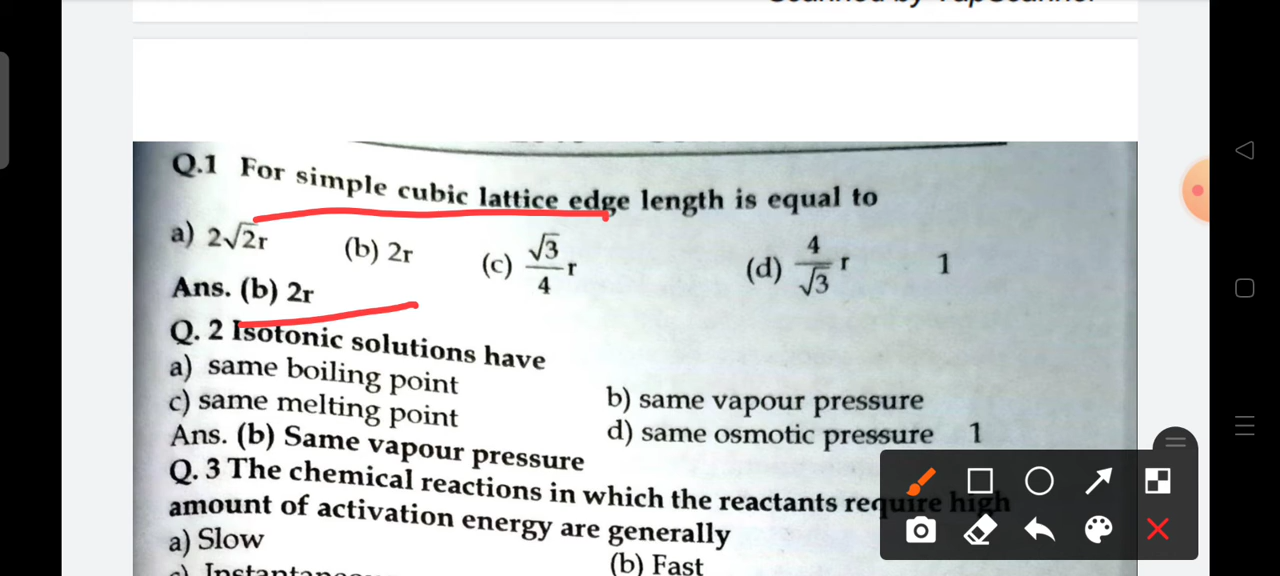 Scanned by TapScanner
Q.1 For simple cubic lattice edge length is equal to
a) 2√2r (b) 2r (c) √3/4 r (d) 4/√3 r 1
Ans. (b) 2r
Q. 2 Isotonic solutions have
a) same boiling point b) same vapour pressure
c) same melting point d) same osmotic pressure 1
Ans. (b) Same vapour pressure
Q. 3 The chemical reactions in which the reactants require high
amount of activation energy are generally
a) Slow (b) Fast